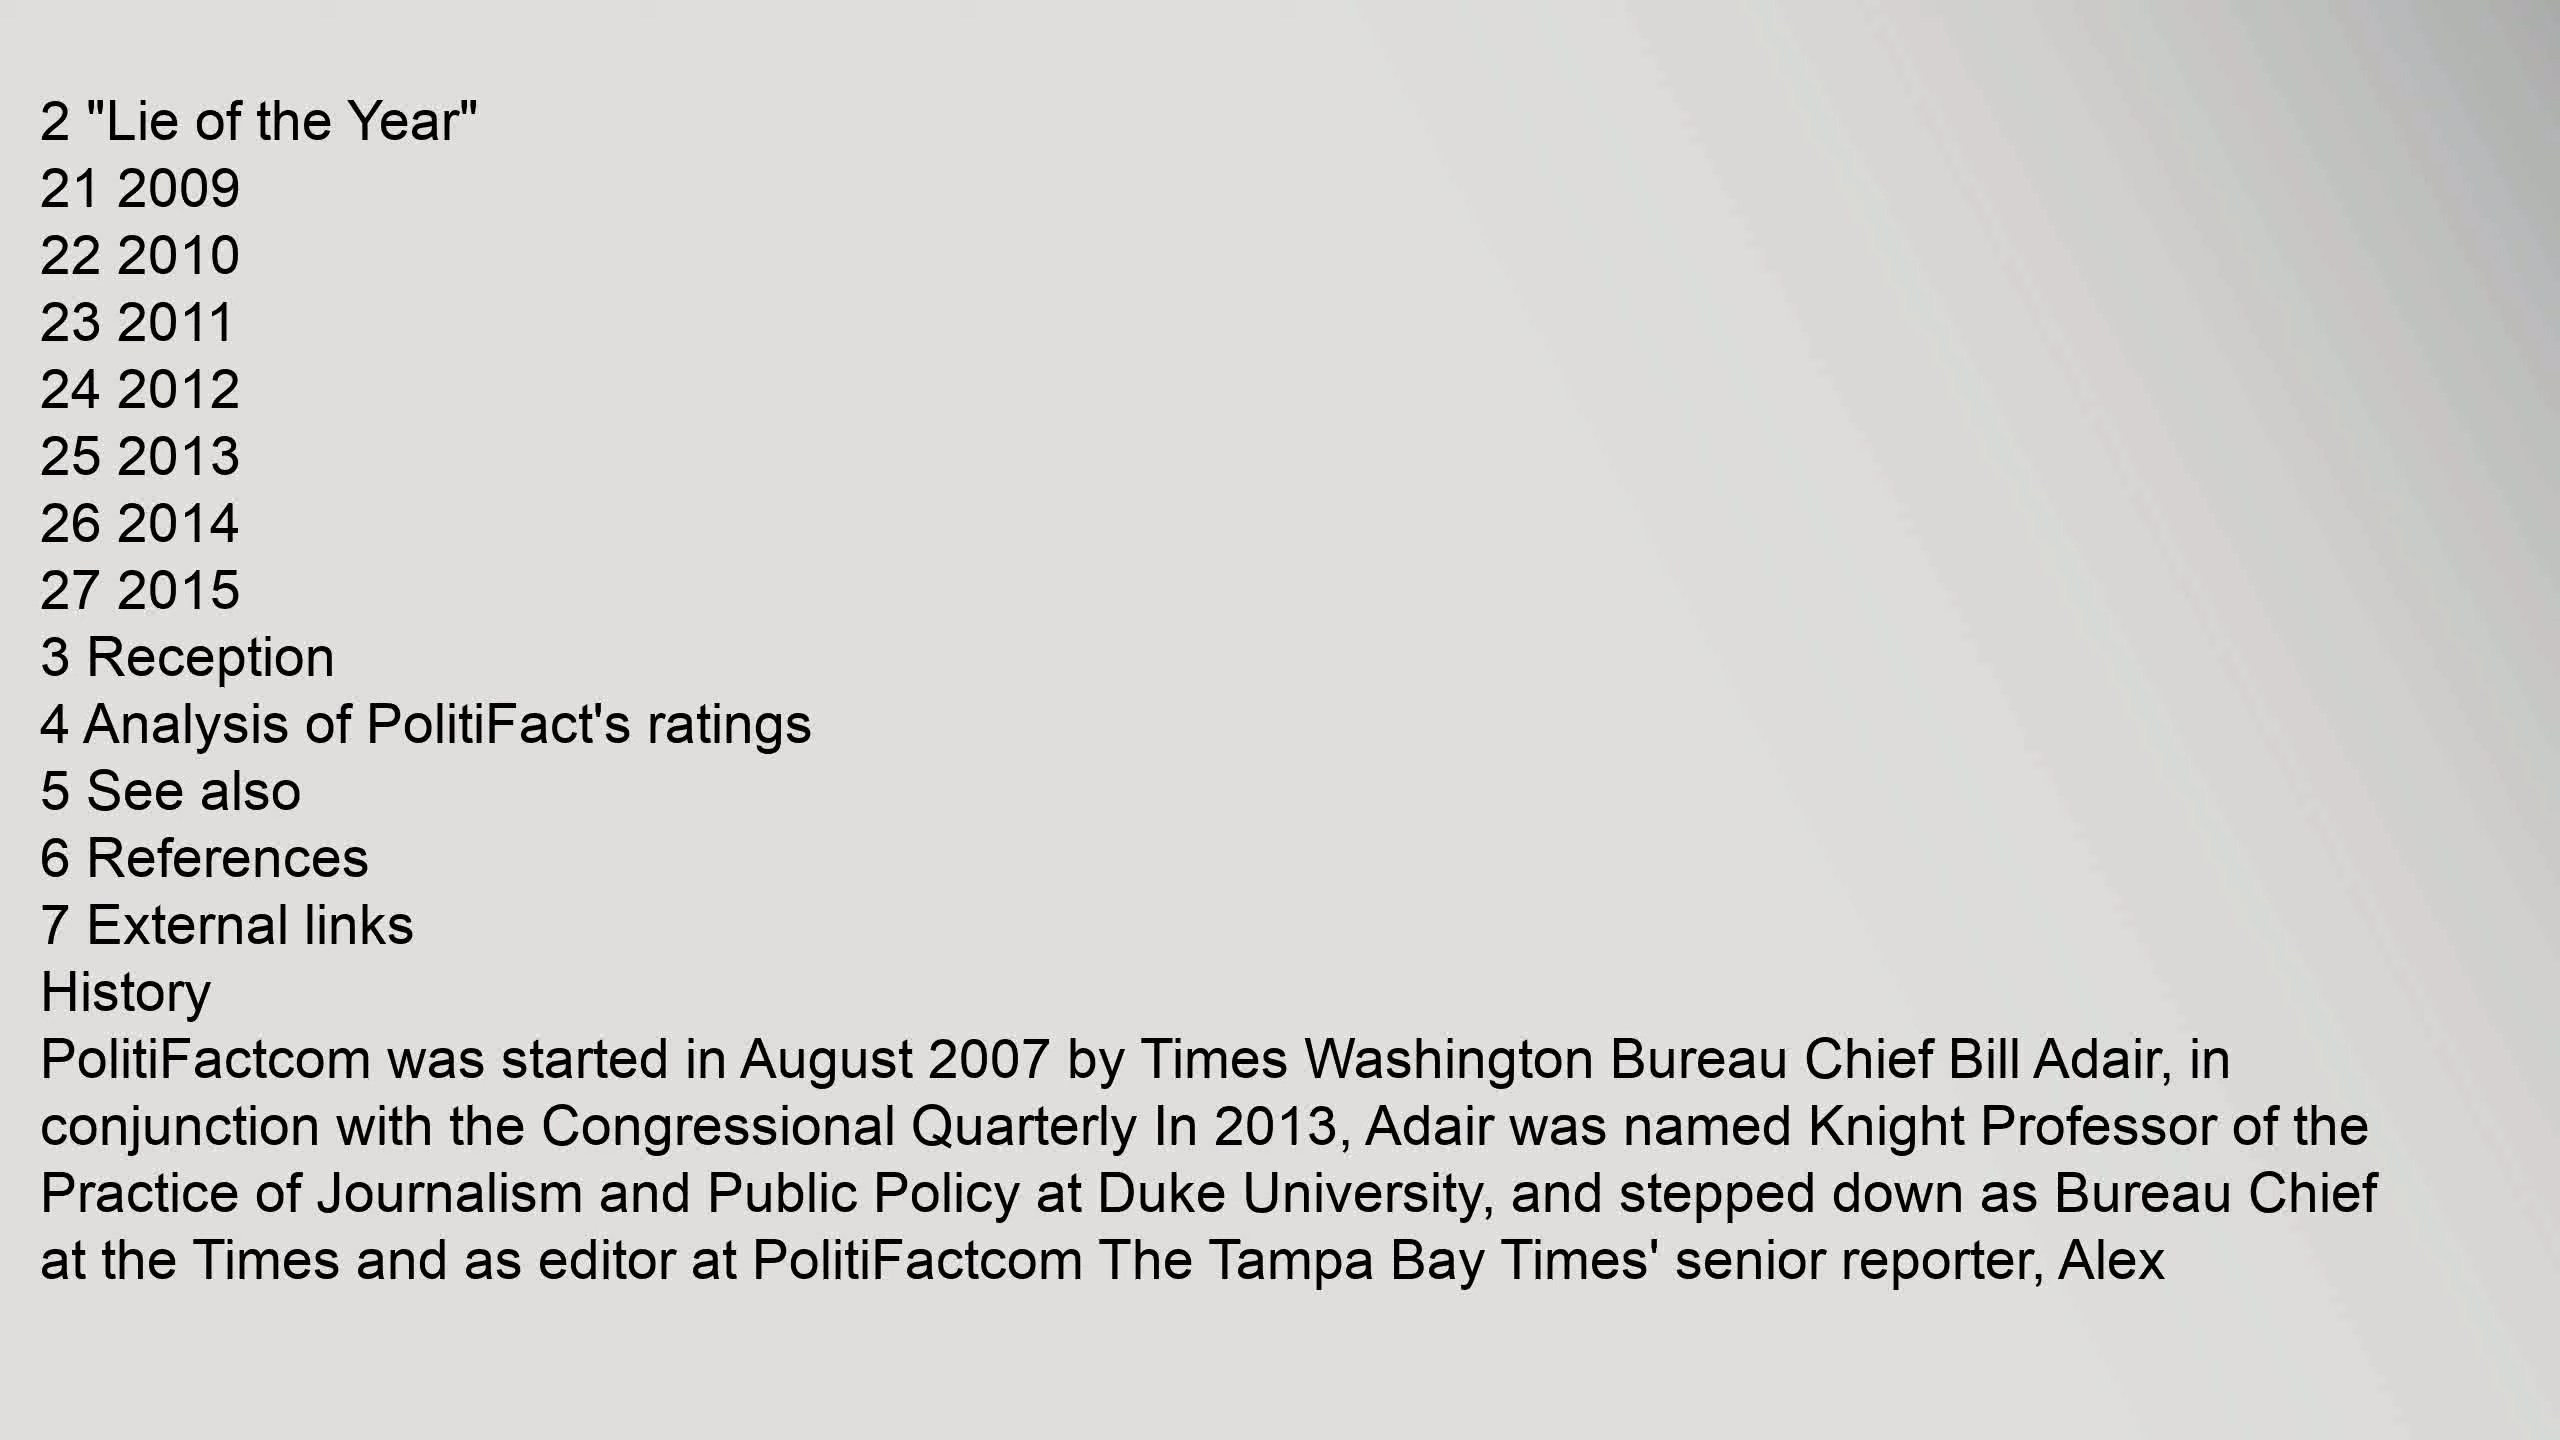 2 "Lie of the Year"
21 2009
22 2010
23 2011
24 2012
25 2013
26 2014
27 2015
3 Reception
4 Analysis of PolitiFact's ratings
5 See also
6 References
7 External links
History
PolitiFactcom was started in August 2007 by Times Washington Bureau Chief Bill Adair, in
conjunction with the Congressional Quarterly In 2013, Adair was named Knight Professor of the
Practice of Journalism and Public Policy at Duke University, and stepped down as Bureau Chief
at the Times and as editor at PolitiFactcom The Tampa Bay Times' senior reporter, Alex